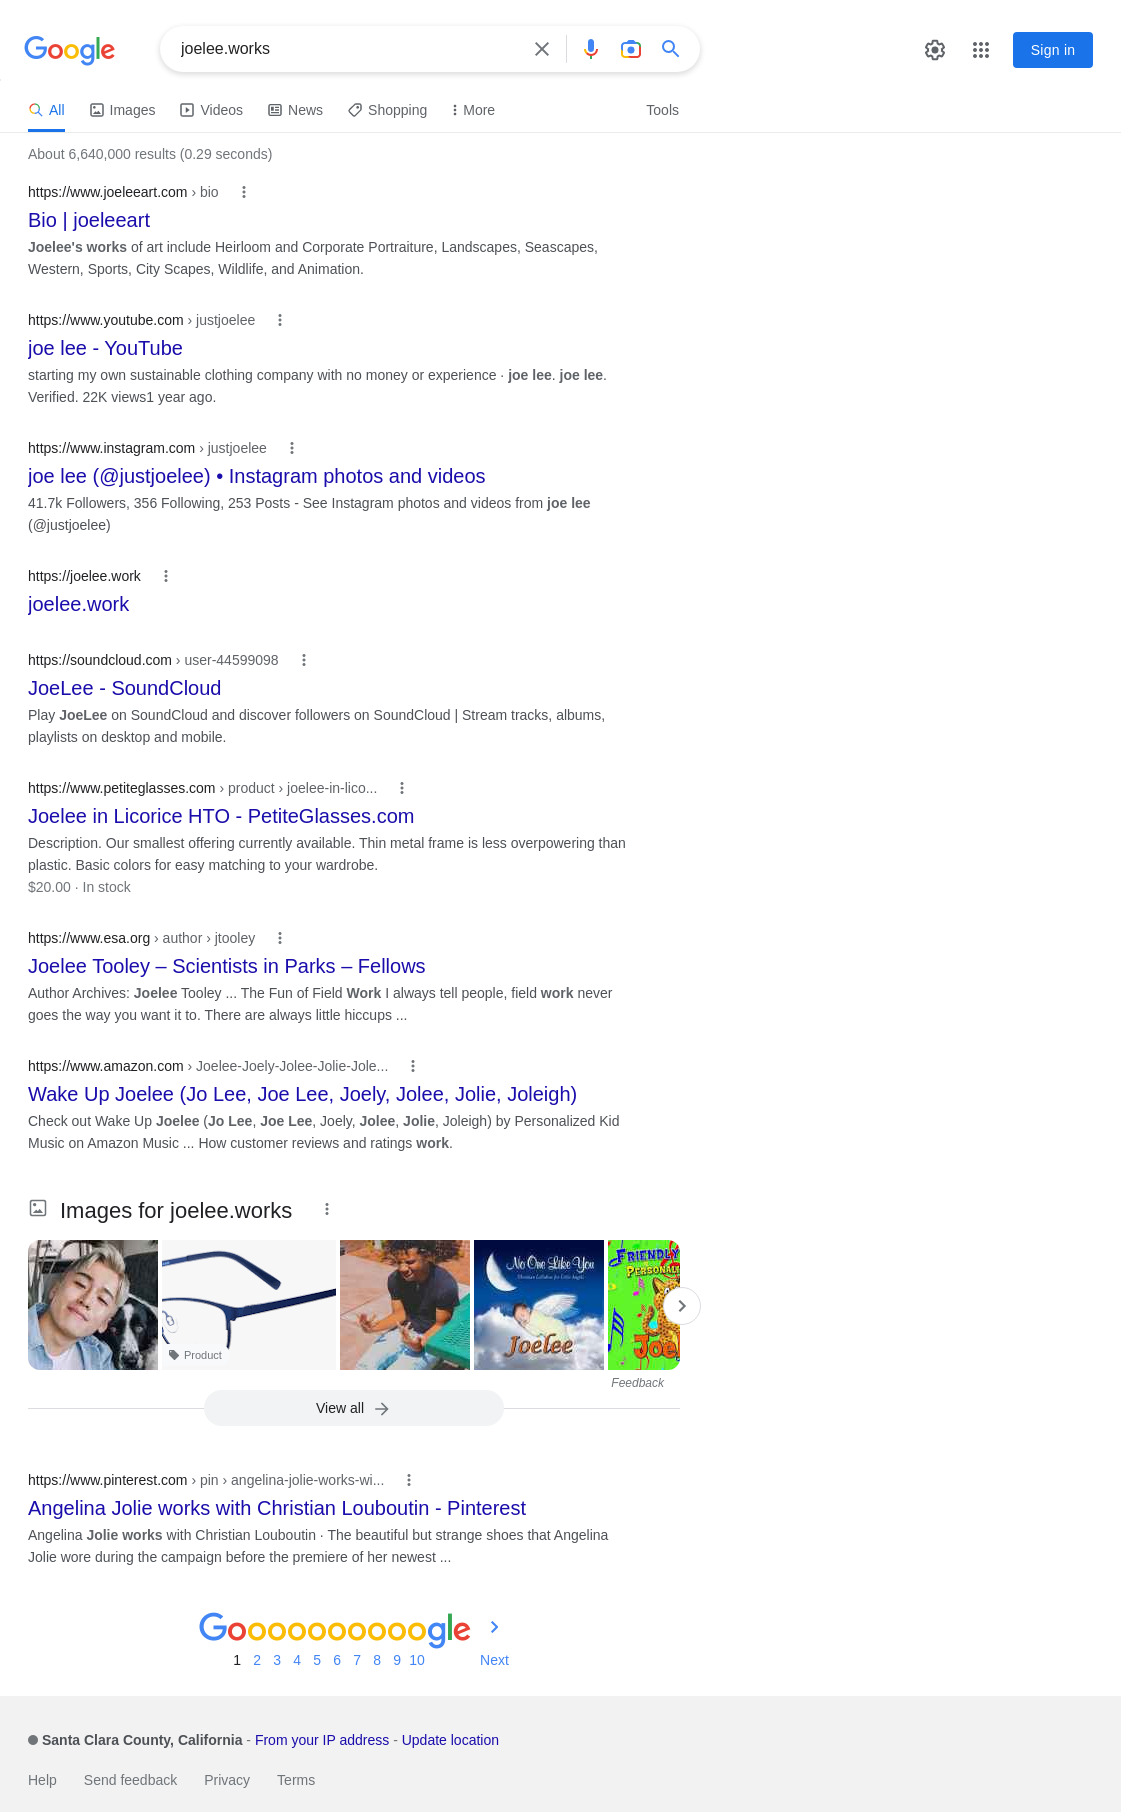 Google
joelee.works
Sign in
All Images Videos News Shopping More Tools
About 6,640,000 results (0.29 seconds)
https://www.joeleeart.com › bio
Bio | joeleeart
Joelee's works of art include Heirloom and Corporate Portraiture, Landscapes, Seascapes,
Western, Sports, City Scapes, Wildlife, and Animation.
https://www.youtube.com › justjoelee
joe lee - YouTube
starting my own sustainable clothing company with no money or experience · joe lee. joe lee.
Verified. 22K views1 year ago.
https://www.instagram.com › justjoelee
joe lee (@justjoelee) • Instagram photos and videos
41.7k Followers, 356 Following, 253 Posts - See Instagram photos and videos from joe lee
(@justjoelee)
https://joelee.work
joelee.work
https://soundcloud.com › user-44599098
JoeLee - SoundCloud
Play JoeLee on SoundCloud and discover followers on SoundCloud | Stream tracks, albums,
playlists on desktop and mobile.
https://www.petiteglasses.com › product › joelee-in-lico...
Joelee in Licorice HTO - PetiteGlasses.com
Description. Our smallest offering currently available. Thin metal frame is less overpowering than
plastic. Basic colors for easy matching to your wardrobe.
$20.00 · In stock
https://www.esa.org › author › jtooley
Joelee Tooley – Scientists in Parks – Fellows
Author Archives: Joelee Tooley ... The Fun of Field Work I always tell people, field work never
goes the way you want it to. There are always little hiccups ...
https://www.amazon.com › Joelee-Joely-Jolee-Jolie-Jole...
Wake Up Joelee (Jo Lee, Joe Lee, Joely, Jolee, Jolie, Joleigh)
Check out Wake Up Joelee (Jo Lee, Joe Lee, Joely, Jolee, Jolie, Joleigh) by Personalized Kid
Music on Amazon Music ... How customer reviews and ratings work.
Images for joelee.works
No One Like You
Joelee
FRIENDLY
PERSONAL
Joe
Product
Feedback
View all
https://www.pinterest.com › pin › angelina-jolie-works-wi...
Angelina Jolie works with Christian Louboutin - Pinterest
Angelina Jolie works with Christian Louboutin · The beautiful but strange shoes that Angelina
Jolie wore during the campaign before the premiere of her newest ...
Goooooooooogle
1 2 3 4 5 6 7 8 9 10 Next
Santa Clara County, California - From your IP address - Update location
Help Send feedback Privacy Terms